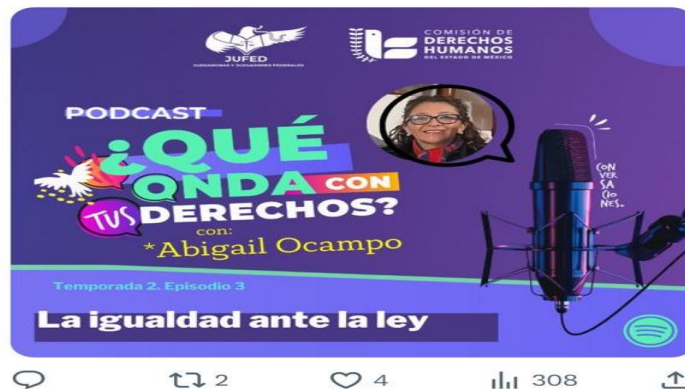 JUFED
JUZGADORAS Y JUZGADORES FEDERALES
COMISIÓN DE
DERECHOS
HUMANOS
DEL ESTADO DE MÉXICO
PODCAST
¿QUÉ
ONDA CON
TUS DERECHOS?
con:
*Abigail Ocampo
CON
VER
SA
CIO
NES.
Temporada 2. Episodio 3
La igualdad ante la ley
2
4
308